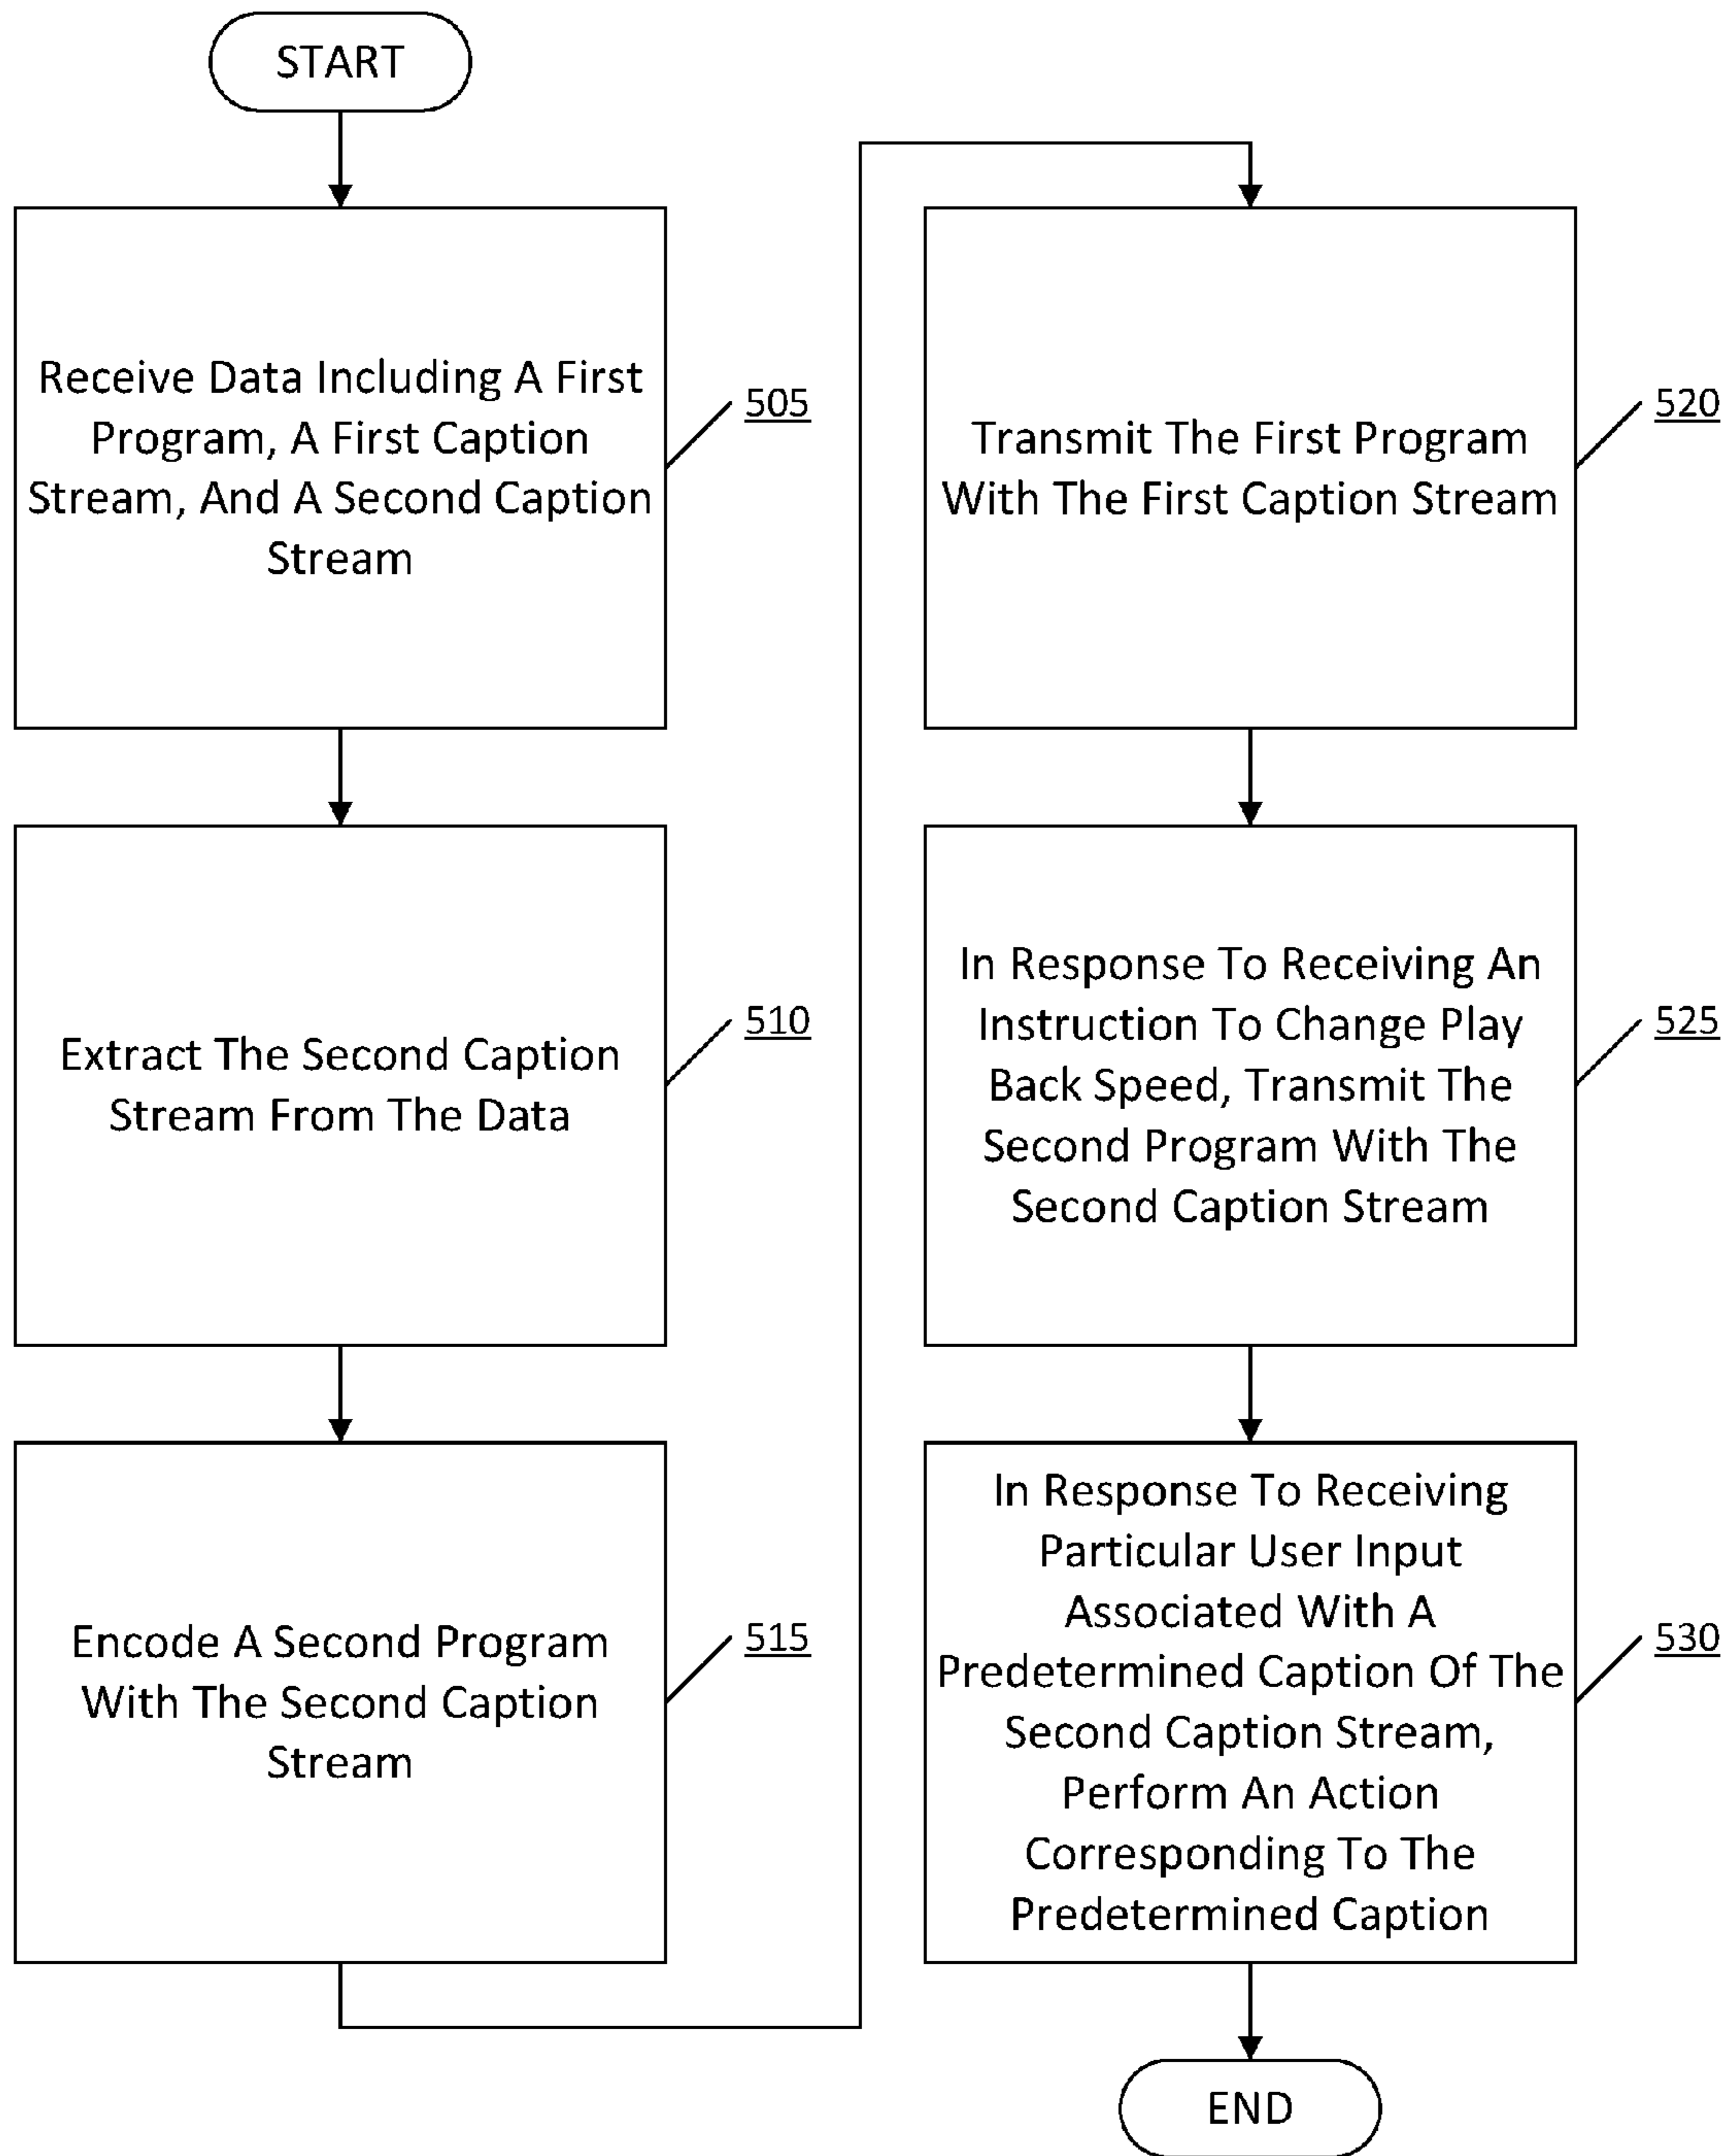 START
Receive Data Including A First
Program, A First Caption
Stream, And A Second Caption
Stream
505
Extract The Second Caption
Stream From The Data
510
Encode A Second Program
With The Second Caption
Stream
515
Transmit The First Program
With The First Caption Stream
520
In Response To Receiving An
Instruction To Change Play
Back Speed, Transmit The
Second Program With The
Second Caption Stream
525
In Response To Receiving
Particular User Input
Associated With A
Predetermined Caption Of The
Second Caption Stream,
Perform An Action
Corresponding To The
Predetermined Caption
530
END